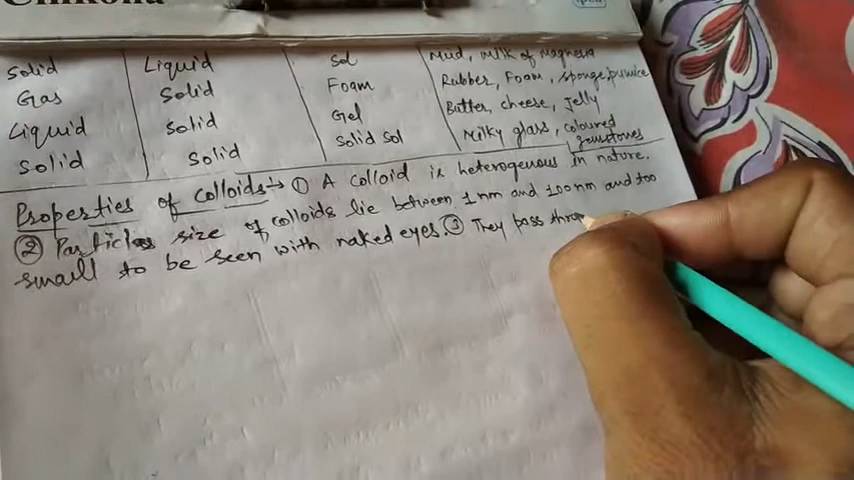 Solid Liquid Sol Mud, Milk of magnesia
Gas Solid Foam Rubber, Foam, sponge, pumice
Liquid Solid Gel Butter, cheese, Jelly
Solid Solid Solid Sol Milky glass, coloured gemstones
Properties of colloids → ① A colloid is heterogenous in nature.
② Particles size of colloids lie between 1 nm and 100 nm and too
small to be seen with naked eyes. ③ They pass thro